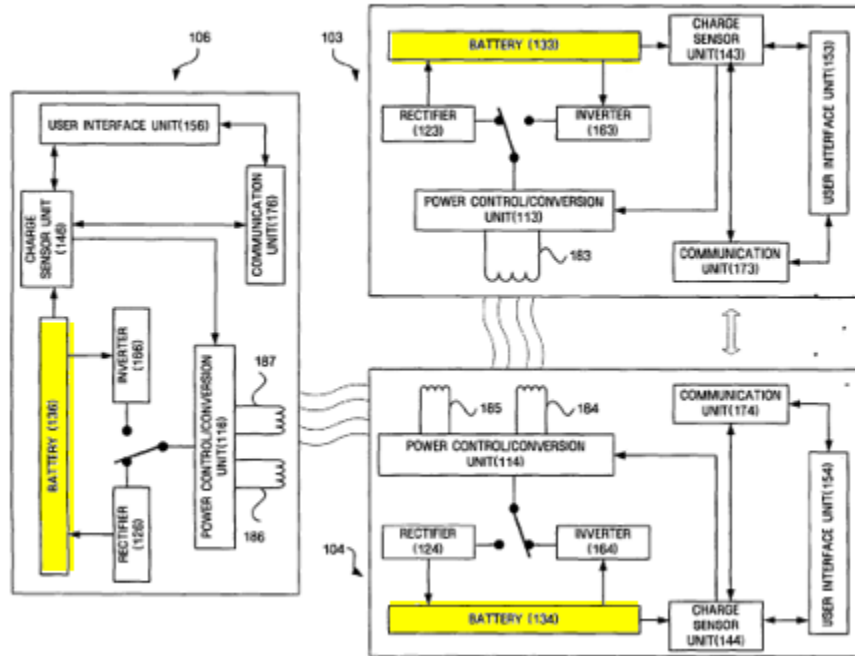 106
USER INTERFACE UNIT(156)
CHARGE
SENSOR UNIT
(146)
COMMUNICATION
UNIT(176)
BATTERY (136)
INVERTER
(166)
RECTIFIER
(126)
POWER CONTROL/CONVERSION
UNIT(116)
187
186
103
BATTERY (133)
CHARGE
SENSOR
UNIT(143)
USER INTERFACE UNIT(153)
RECTIFIER
(123)
INVERTER
(163)
POWER CONTROL/CONVERSION
UNIT(113)
183
COMMUNICATION
UNIT(173)
185
184
COMMUNICATION
UNIT(174)
POWER CONTROL/CONVERSION
UNIT(114)
USER INTERFACE UNIT(154)
RECTIFIER
(124)
INVERTER
(164)
104
BATTERY (134)
CHARGE
SENSOR
UNIT(144)